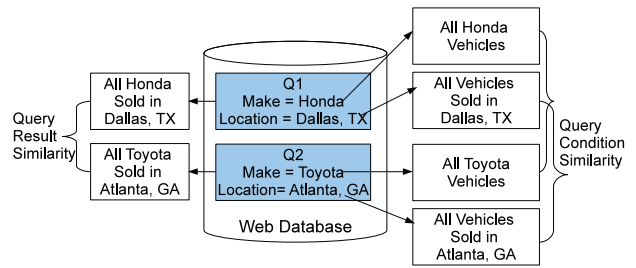 Query
Result
Similarity
All Honda
Sold in
Dallas, TX
All Toyota
Sold in
Atlanta, GA
Q1
Make = Honda
Location = Dallas, TX
Q2
Make = Toyota
Location= Atlanta, GA
Web Database
All Honda
Vehicles
All Vehicles
Sold in
Dallas, TX
All Toyota
Vehicles
All Vehicles
Sold in
Atlanta, GA
Query
Condition
Similarity